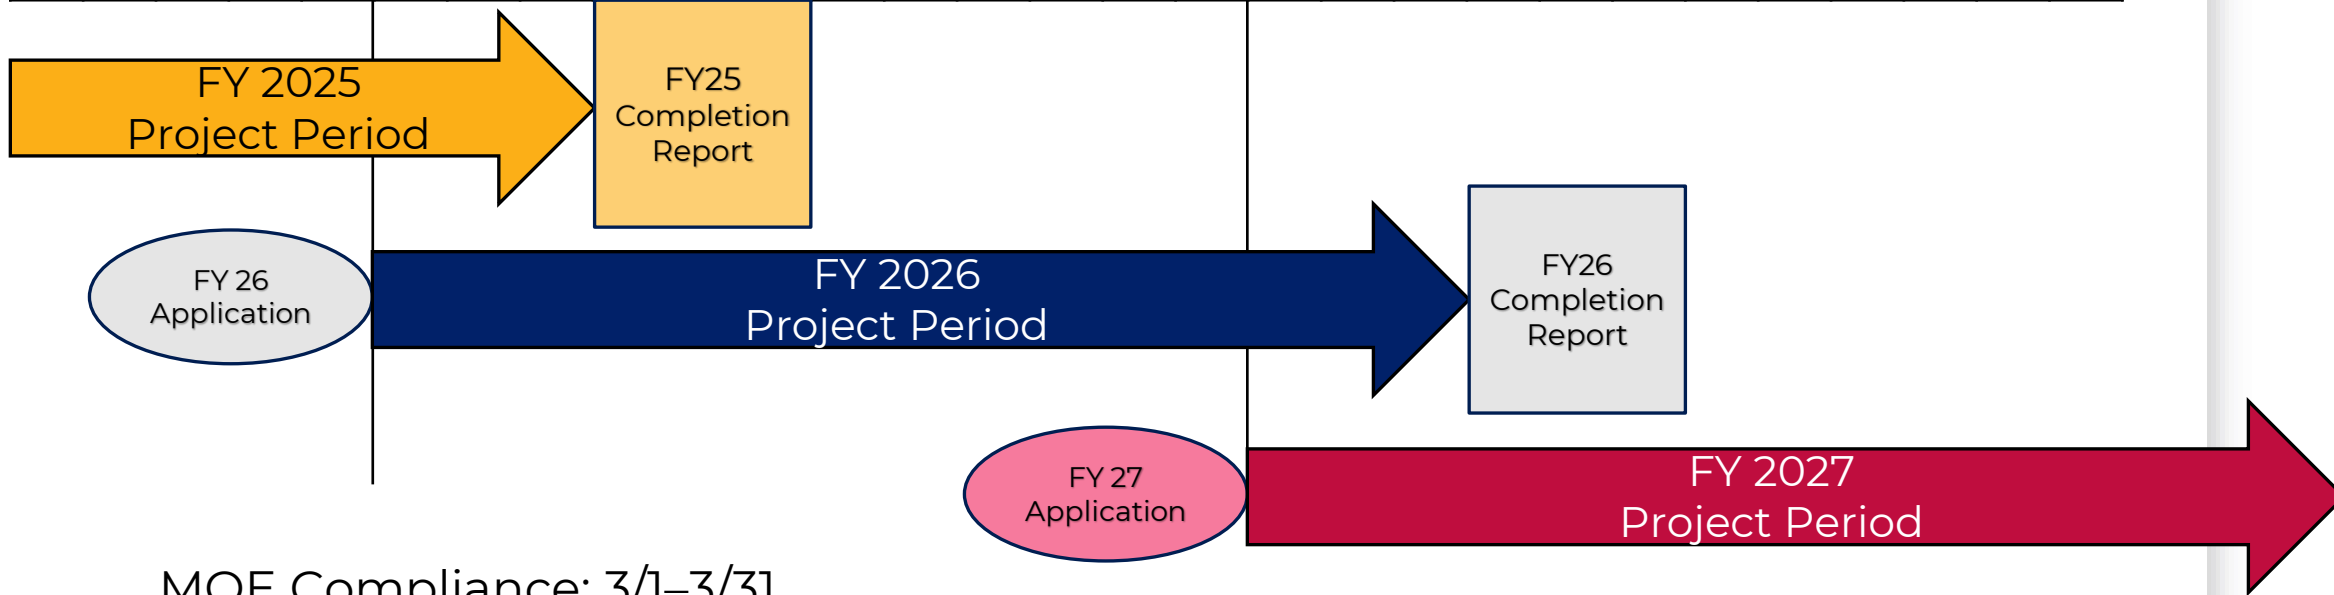 FY 2025
Project Period
FY25
Completion
Report
FY 26
Application
FY 2026
Project Period
FY26
Completion
Report
FY 27
Application
FY 2027
Project Period
MOE Compliance: 3/1–3/31